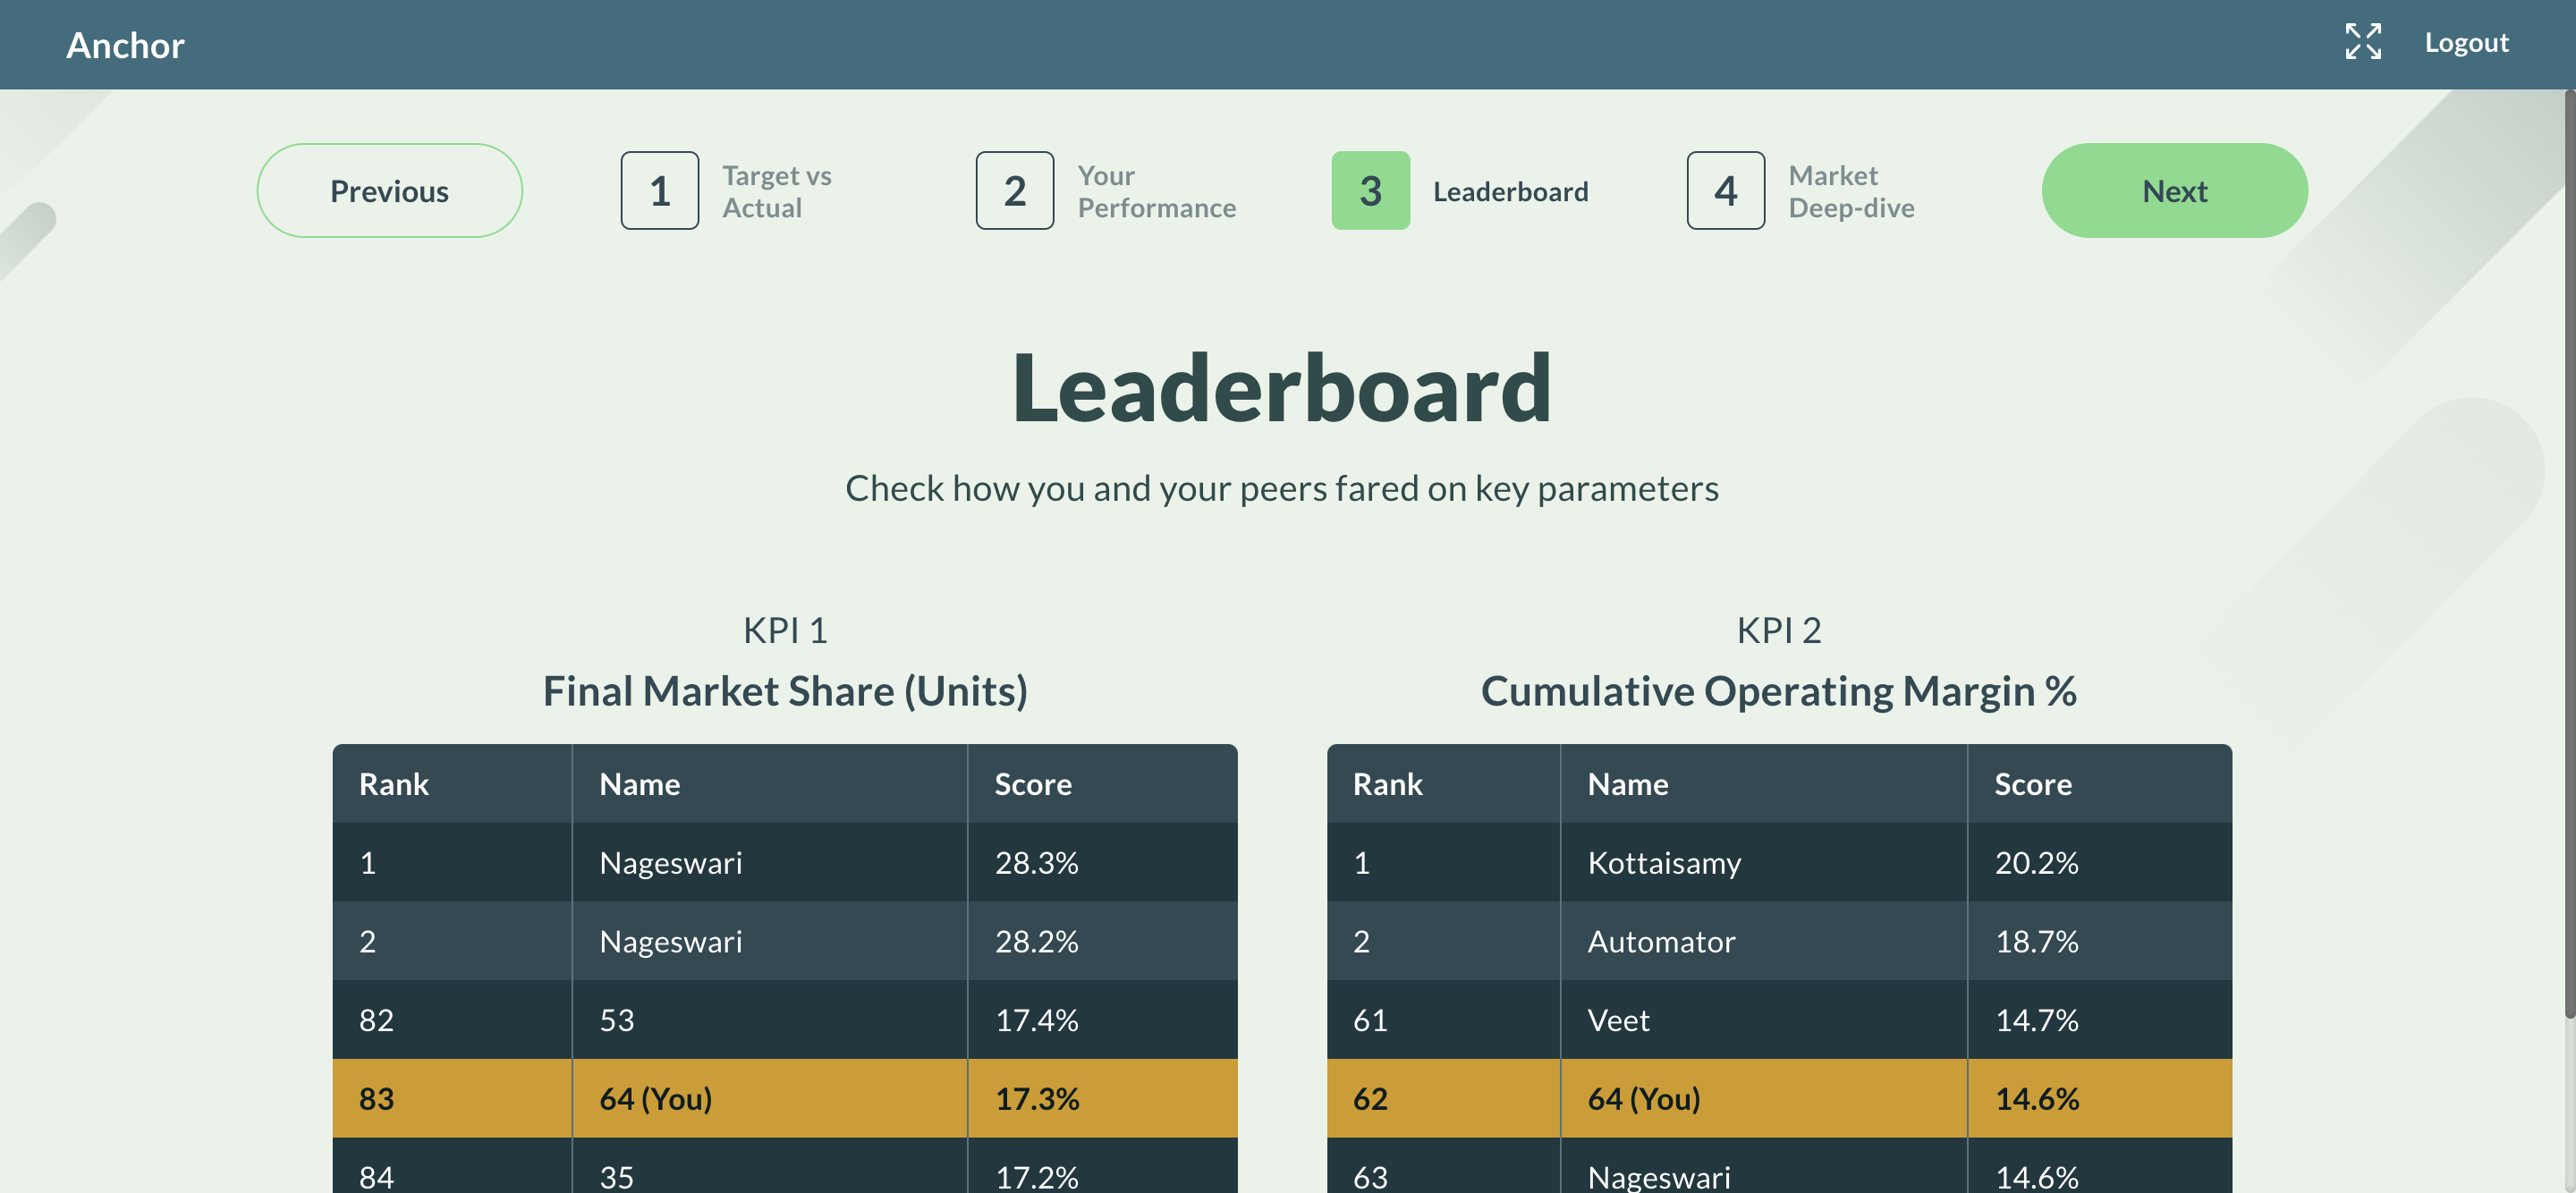 Anchor
Logout
Previous
1
Target vs
Actual
2
Your
Performance
3
Leaderboard
4
Market
Deep-dive
Next
Leaderboard
Check how you and your peers fared on key parameters
KPI 1
Final Market Share (Units)
Rank Name Score
1 Nageswari 28.3%
2 Nageswari 28.2%
82 53 17.4%
83 64 (You) 17.3%
84 35 17.2%
KPI 2
Cumulative Operating Margin %
Rank Name Score
1 Kottaisamy 20.2%
2 Automator 18.7%
61 Veet 14.7%
62 64 (You) 14.6%
63 Nageswari 14.6%